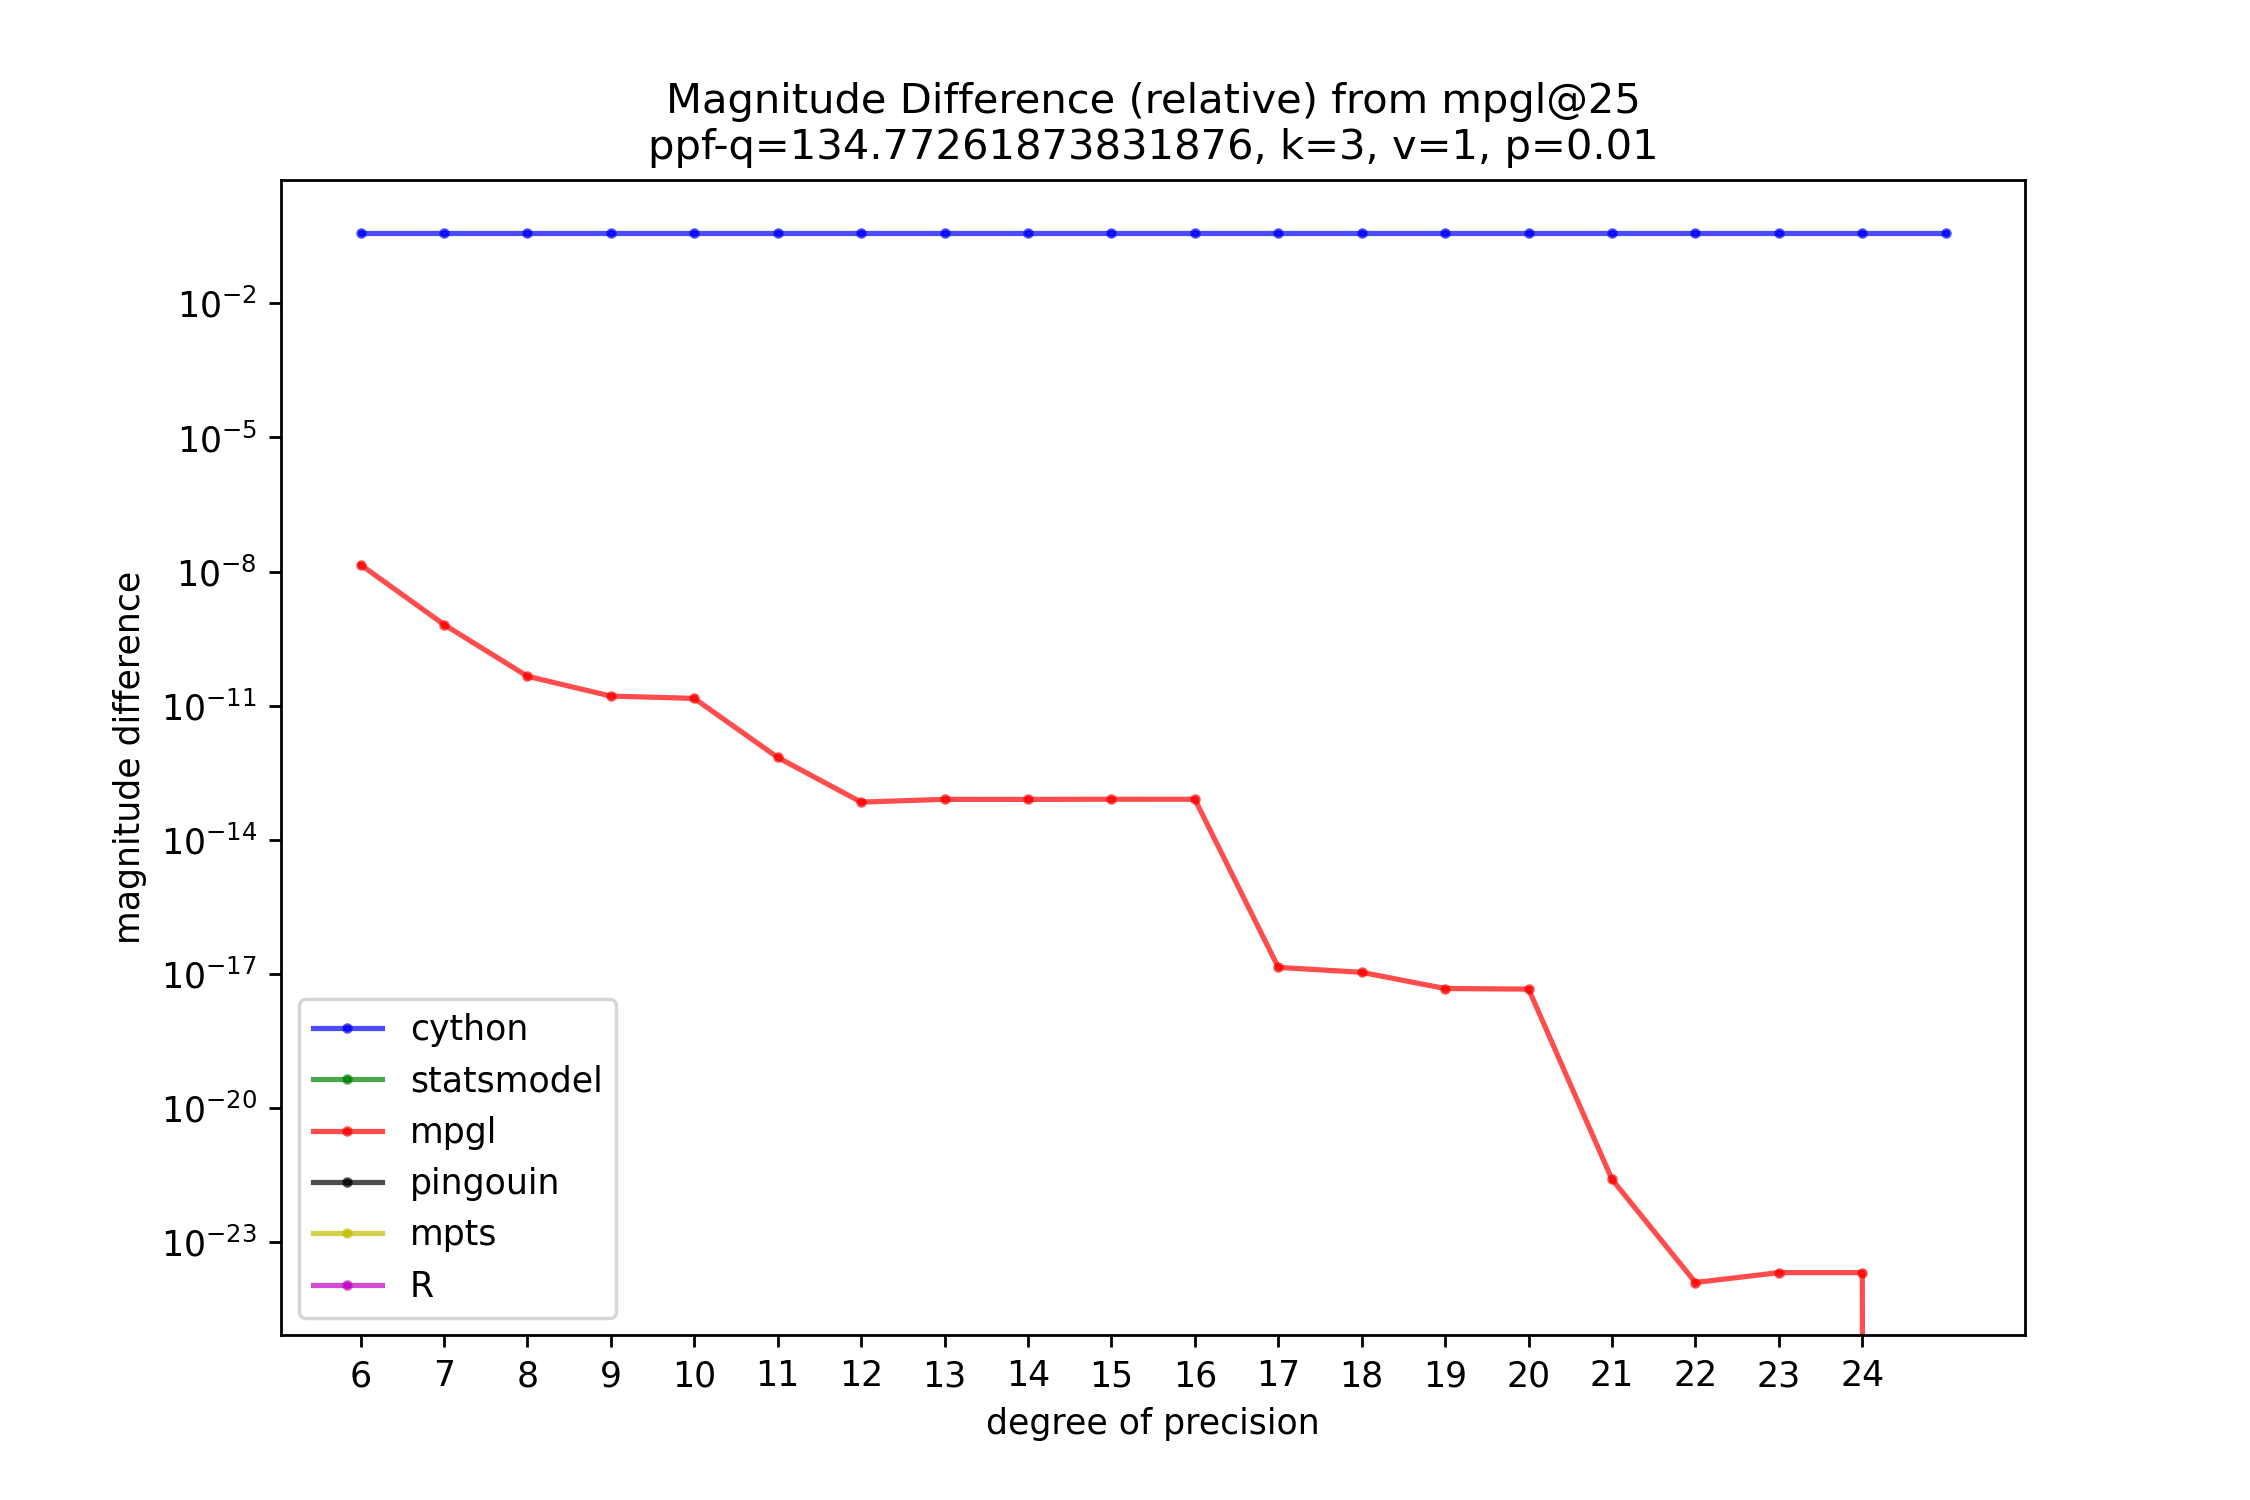 Magnitude Difference (relative) from mpgl@25
ppf-q=134.77261873831876, k=3, v=1, p=0.01
magnitude difference
10⁻²
10⁻⁵
10⁻⁸
10⁻¹¹
10⁻¹⁴
10⁻¹⁷
10⁻²⁰
10⁻²³
cython
statsmodel
mpgl
pingouin
mpts
R
6 7 8 9 10 11 12 13 14 15 16 17 18 19 20 21 22 23 24
degree of precision